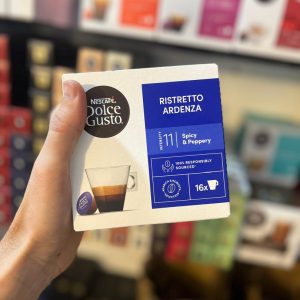 NESCAFÉ
Dolce
Gusto
RISTRETTO
ARDENZA
INTENSITY
11
Spicy
& Peppery
100% RESPONSIBLY
SOURCED
16x